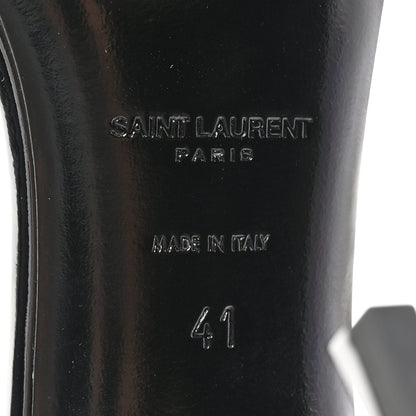 SAINT LAURENT
PARIS
MADE IN ITALY
41